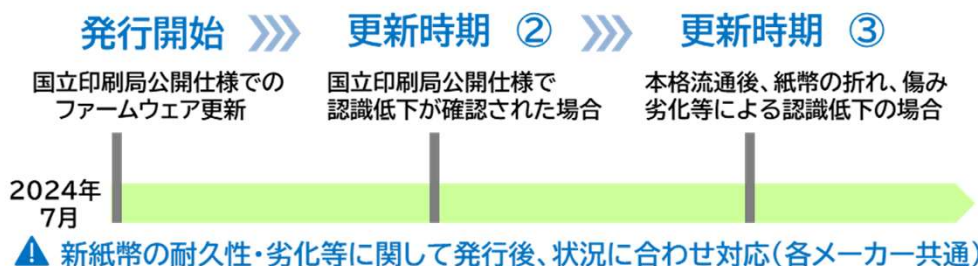 発行開始
更新時期 ②
更新時期 ③
国立印刷局公開仕様での
ファームウェア更新
国立印刷局公開仕様で
認識低下が確認された場合
本格流通後、紙幣の折れ、傷み
劣化等による認識低下の場合
2024年
7月
新紙幣の耐久性・劣化等に関して発行後、状況に合わせ対応(各メーカー共通)